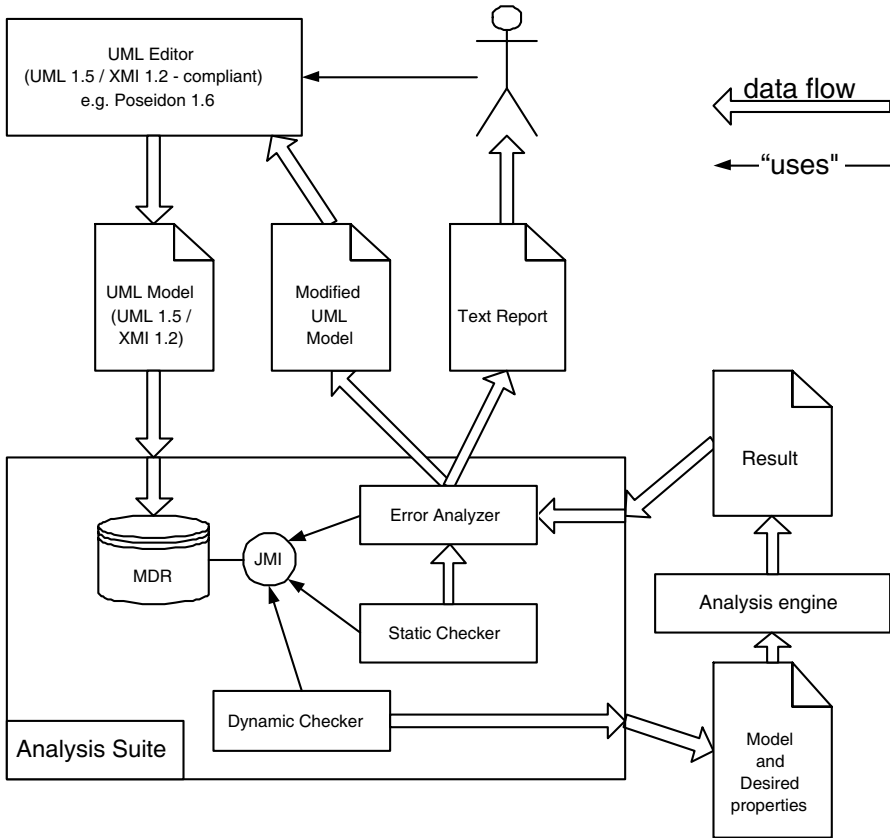 UML Editor
(UML 1.5 / XMI 1.2 - compliant)
e.g. Poseidon 1.6
data flow
“uses"
UML Model
(UML 1.5 /
XMI 1.2)
Modified
UML
Model
Text Report
Result
Error Analyzer
MDR
JMI
Analysis engine
Static Checker
Dynamic Checker
Analysis Suite
Model
and
Desired
properties